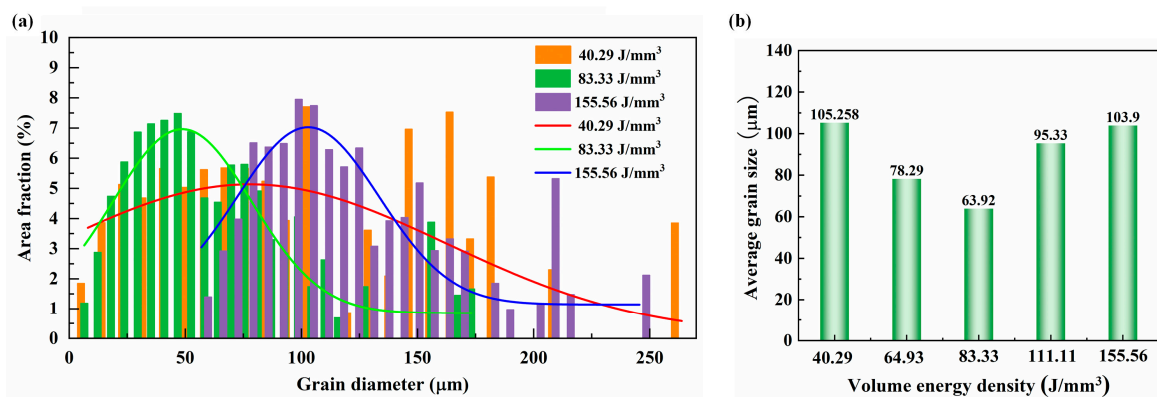 (a)
10
9
8
7
6
5
4
3
2
1
0
Area fraction (%)
0 50 100 150 200 250
Grain diameter (μm)
40.29 J/mm³
83.33 J/mm³
155.56 J/mm³
40.29 J/mm³
83.33 J/mm³
155.56 J/mm³
(b)
140
120
100
80
60
40
20
0
Average grain size (μm)
105.258
78.29
63.92
95.33
103.9
40.29 64.93 83.33 111.11 155.56
Volume energy density (J/mm³)